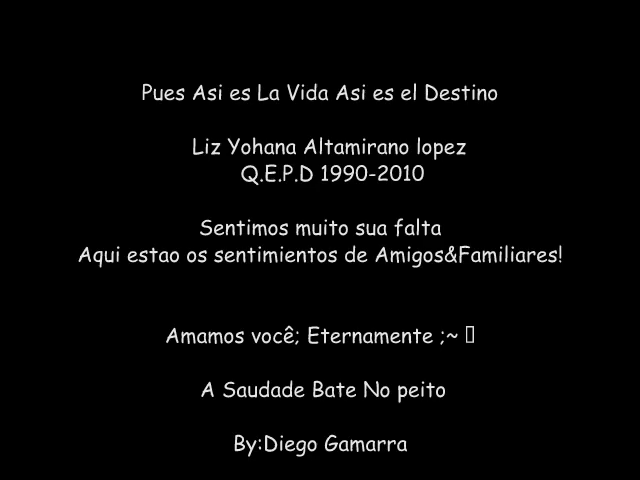 Pues Asi es La Vida Asi es el Destino
Liz Yohana Altamirano lopez
Q.E.P.D 1990-2010
Sentimos muito sua falta
Aqui estao os sentimientos de Amigos&Familiares!
Amamos você; Eternamente ;~ ▯
A Saudade Bate No peito
By:Diego Gamarra